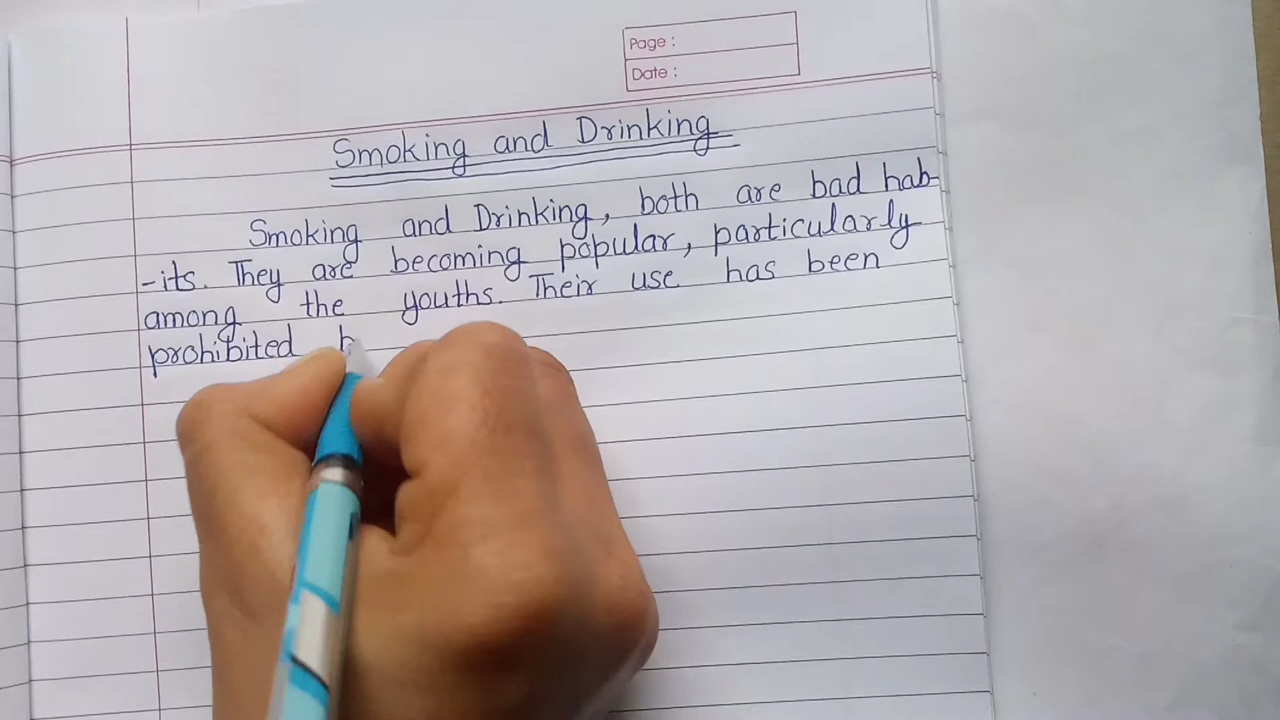 Page :
Date :
Smoking and Drinking
Smoking and Drinking, both are bad hab-
-its. They are becoming popular, particularly
among the youths. Their use has been
prohibited